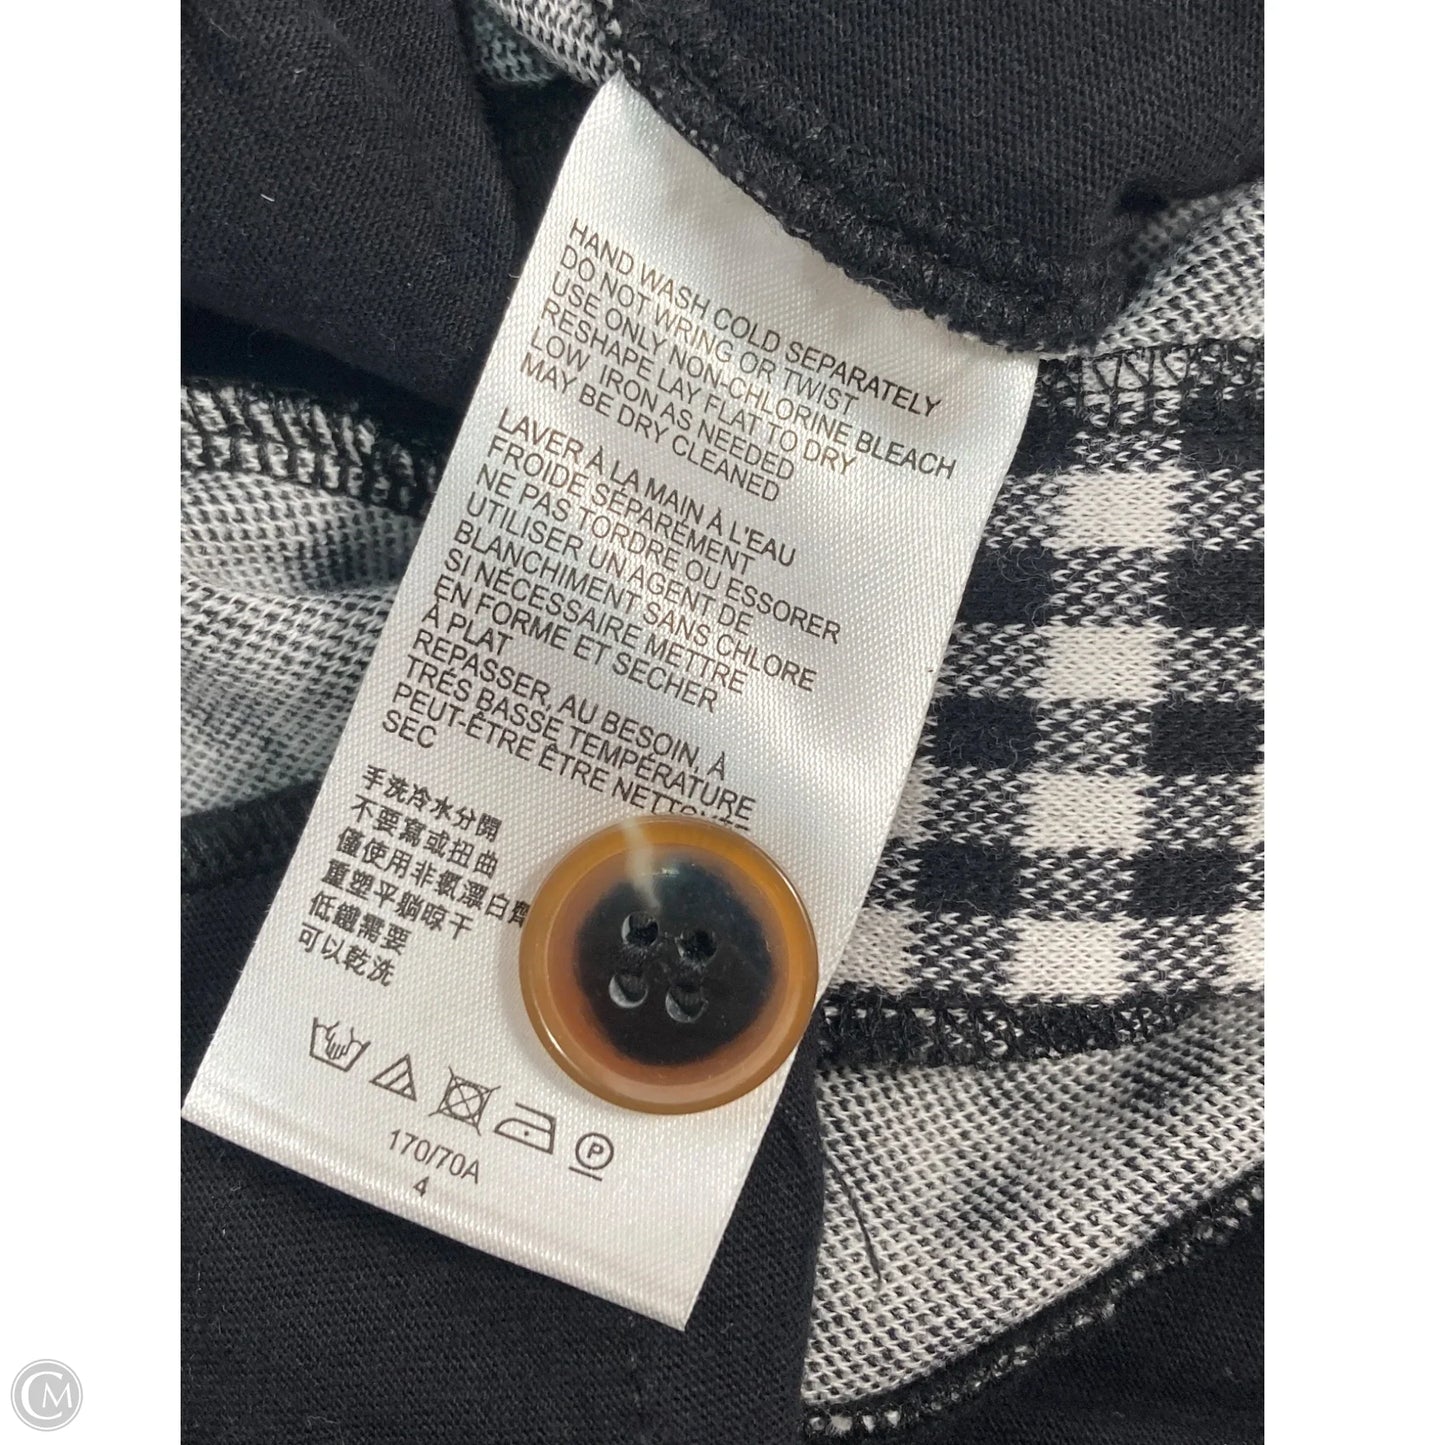 HAND WASH COLD SEPARATELY
DO NOT WRING OR TWIST
USE ONLY NON-CHLORINE BLEACH
RESHAPE LAY FLAT TO DRY
LOW IRON AS NEEDED
MAY BE DRY CLEANED
LAVER À LA MAIN À L'EAU
FROIDE SÉPAREMENT
NE PAS TORDRE OU ESSORER
UTILISER UN AGENT DE
BLANCHIMENT SANS CHLORE
SI NÉCESSAIRE METTRE
EN FORME ET SECHER
À PLAT
REPASSER, AU BESOIN, À
TRÉS BASSE TEMPÉRATURE
PEUT-ÊTRE ÊTRE NETTOYÉE
SEC
手洗冷水分開
不要寫或扭曲
僅使用非氯漂白劑
重塑平躺晾干
低鐵需要
可以乾洗
P
170/70A
4
CM